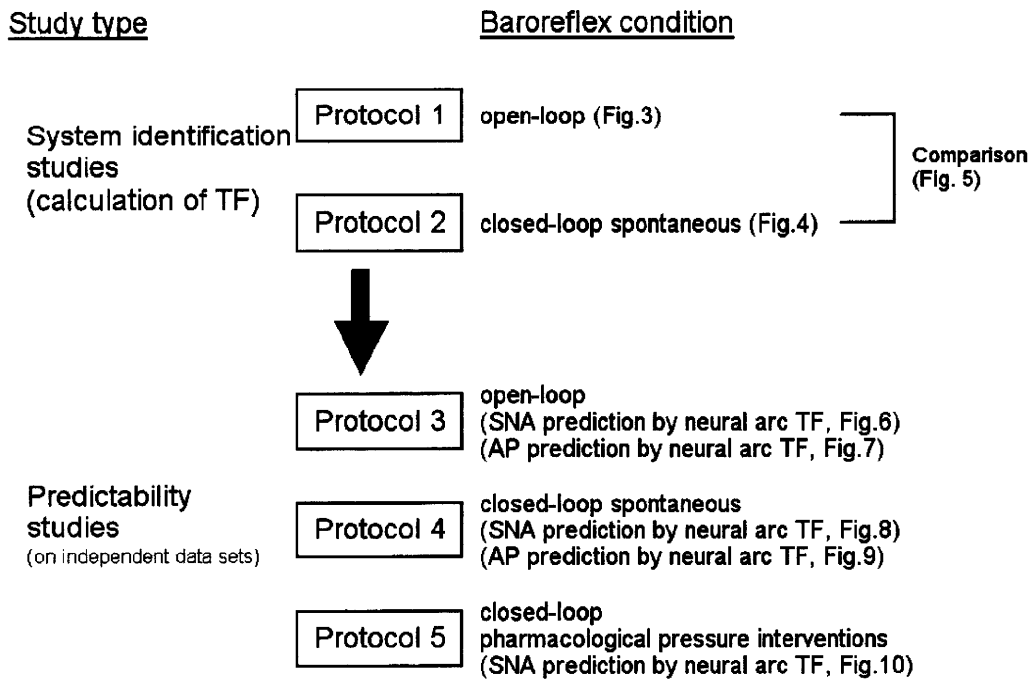 Study type
Baroreflex condition
System identification
studies
(calculation of TF)
Protocol 1
open-loop (Fig.3)
Protocol 2
closed-loop spontaneous (Fig.4)
Comparison
(Fig. 5)
Predictability
studies
(on independent data sets)
Protocol 3
open-loop
(SNA prediction by neural arc TF, Fig.6)
(AP prediction by neural arc TF, Fig.7)
Protocol 4
closed-loop spontaneous
(SNA prediction by neural arc TF, Fig.8)
(AP prediction by neural arc TF, Fig.9)
Protocol 5
closed-loop
pharmacological pressure interventions
(SNA prediction by neural arc TF, Fig.10)